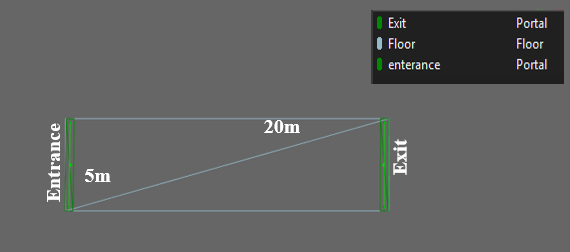 Exit Portal
Floor Floor
enterance Portal
20m
Entrance
5m
Exit